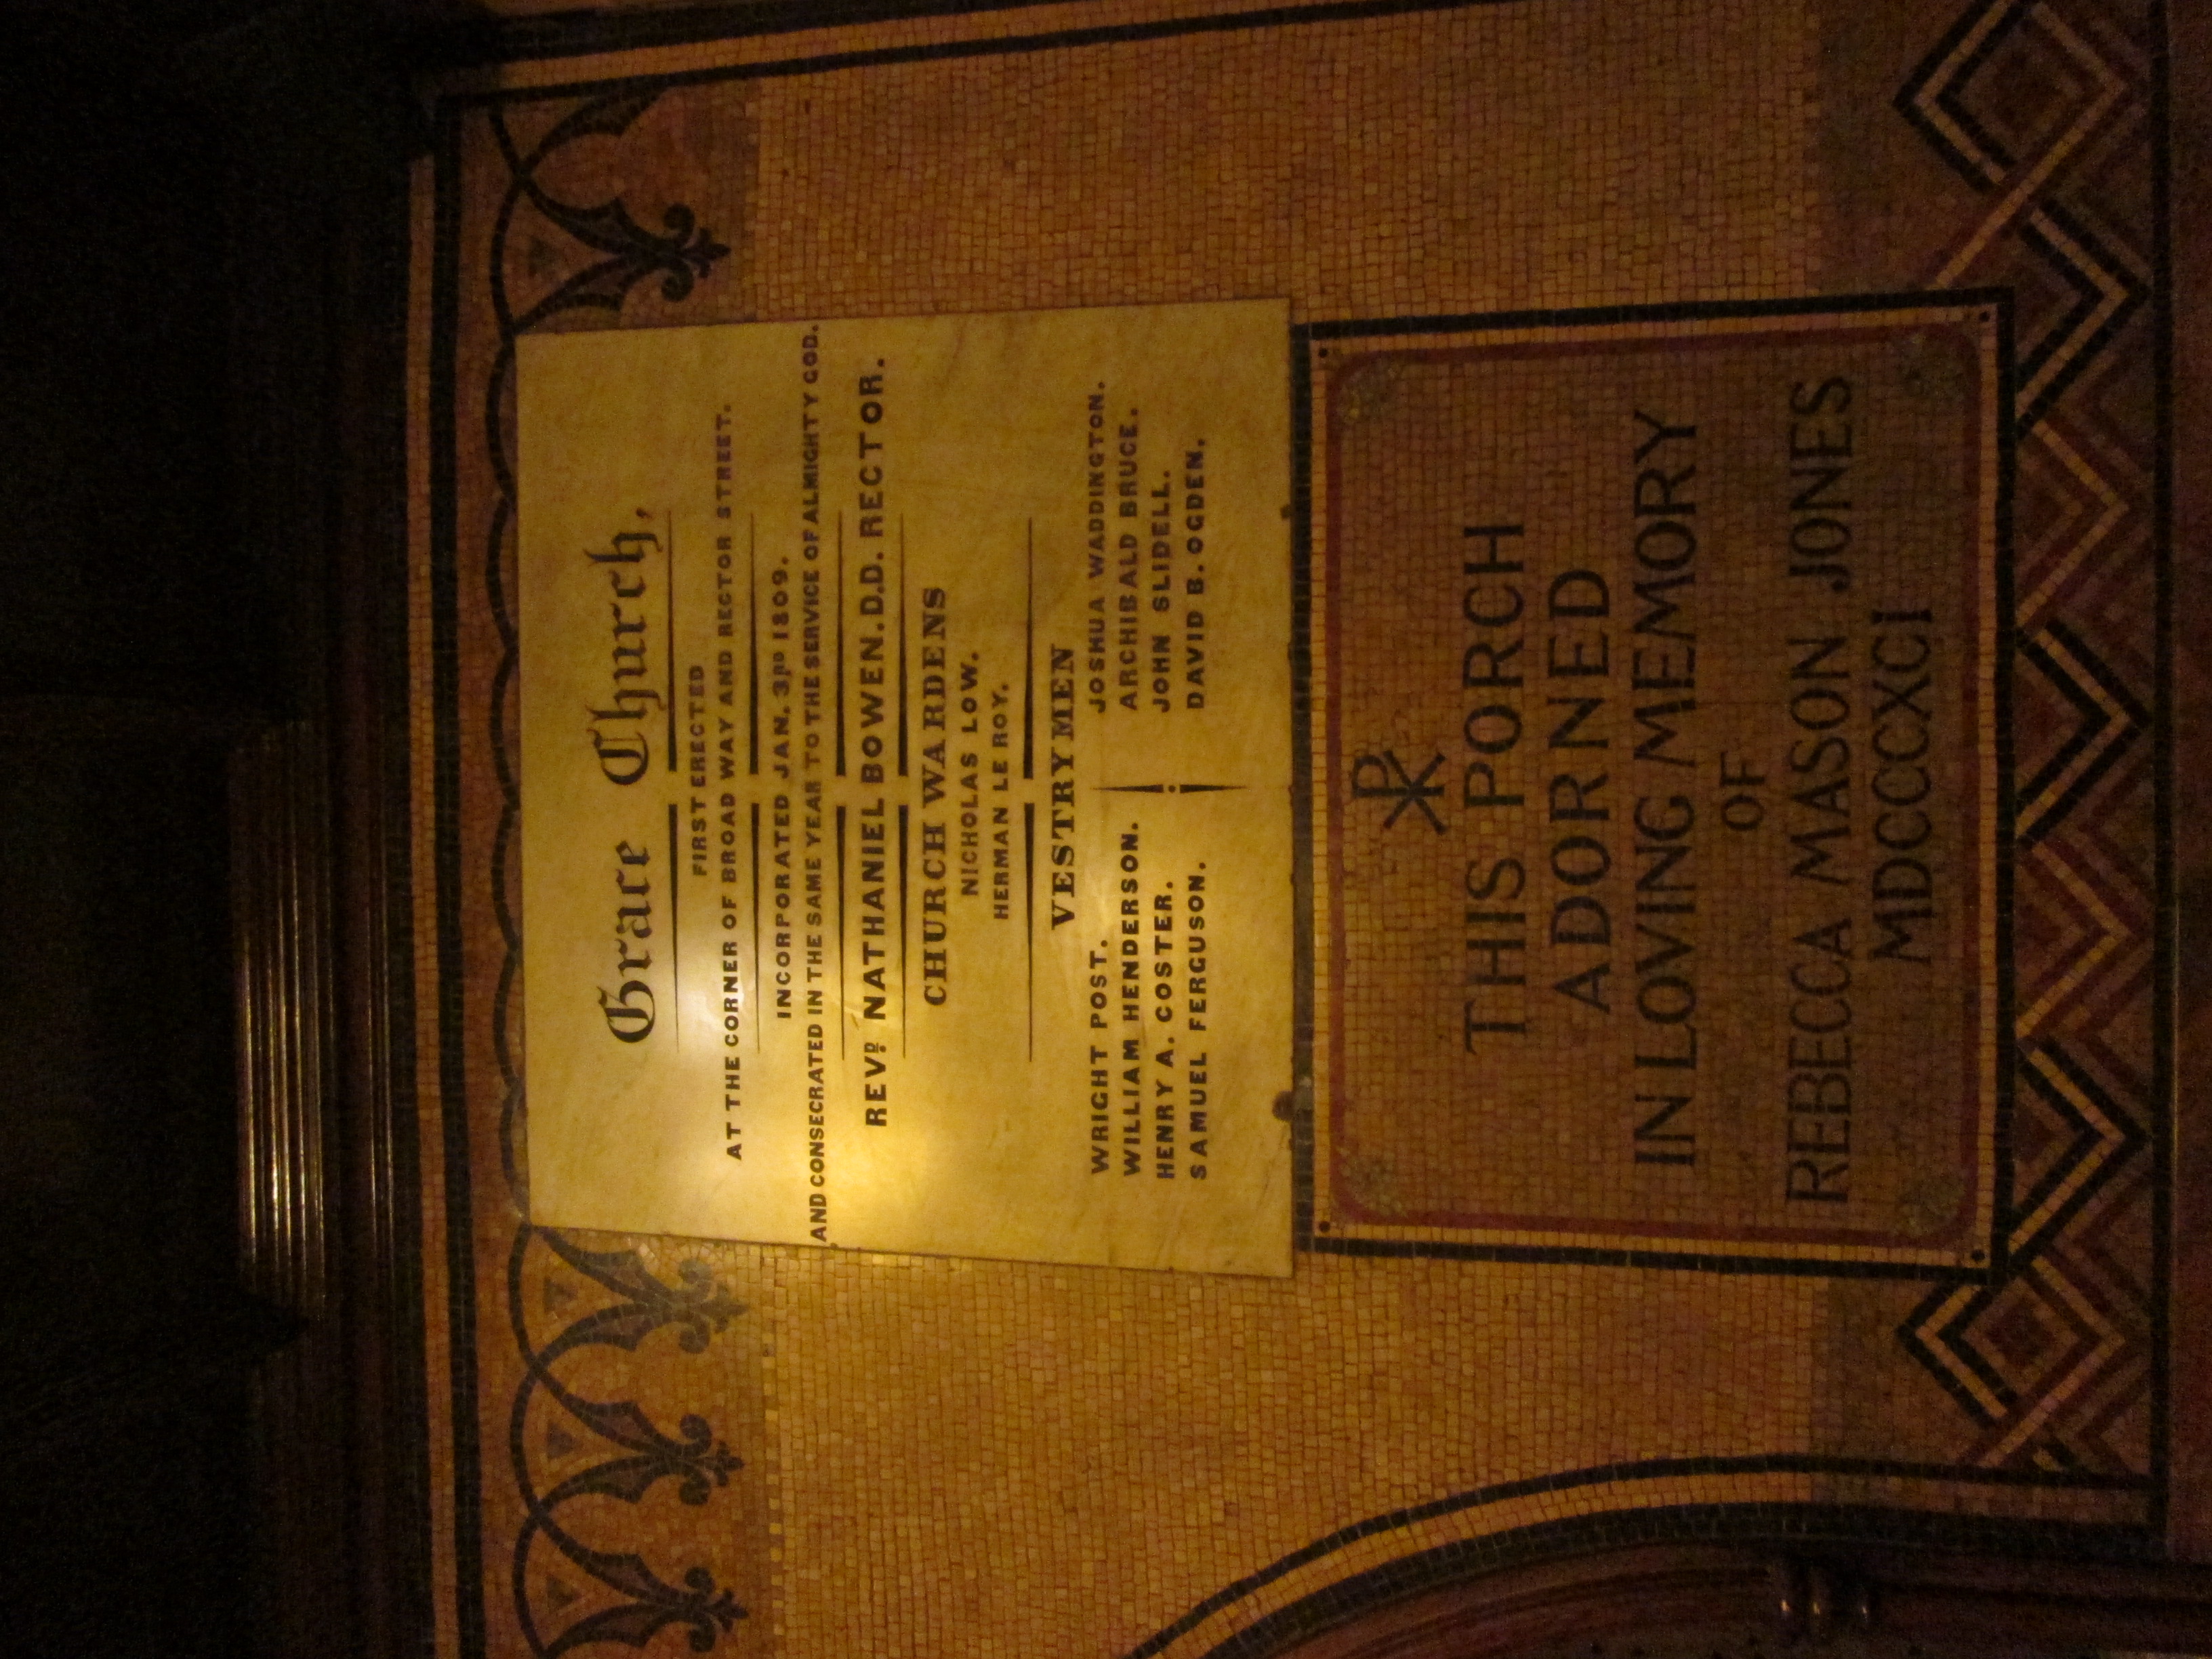 Grace Church,
FIRST ERECTED
AT THE CORNER OF BROAD WAY AND RECTOR STREET.
INCORPORATED JAN. 3RD 1809.
AND CONSECRATED IN THE SAME YEAR TO THE SERVICE OF ALMIGHTY GOD.
REVD. NATHANIEL BOWEN. D.D. RECTOR.
CHURCH WARDENS
NICHOLAS LOW.
HERMAN LE ROY.
VESTRYMEN
WRIGHT POST.
WILLIAM HENDERSON.
HENRY A. COSTER.
SAMUEL FERGUSON.
JOSHUA WADDINGTON.
ARCHIBALD BRUCE.
JOHN SLIDELL.
DAVID B. OGDEN.
☧
THIS PORCH
ADORNED
IN LOVING MEMORY
OF
REBECCA MASON JONES
MDCCCXCI